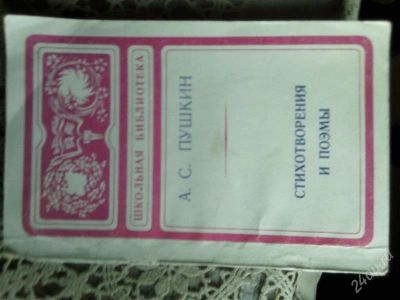 ШКОЛЬНАЯ БИБЛИОТЕКА
А. С. ПУШКИН
СТИХОТВОРЕНИЯ
И ПОЭМЫ